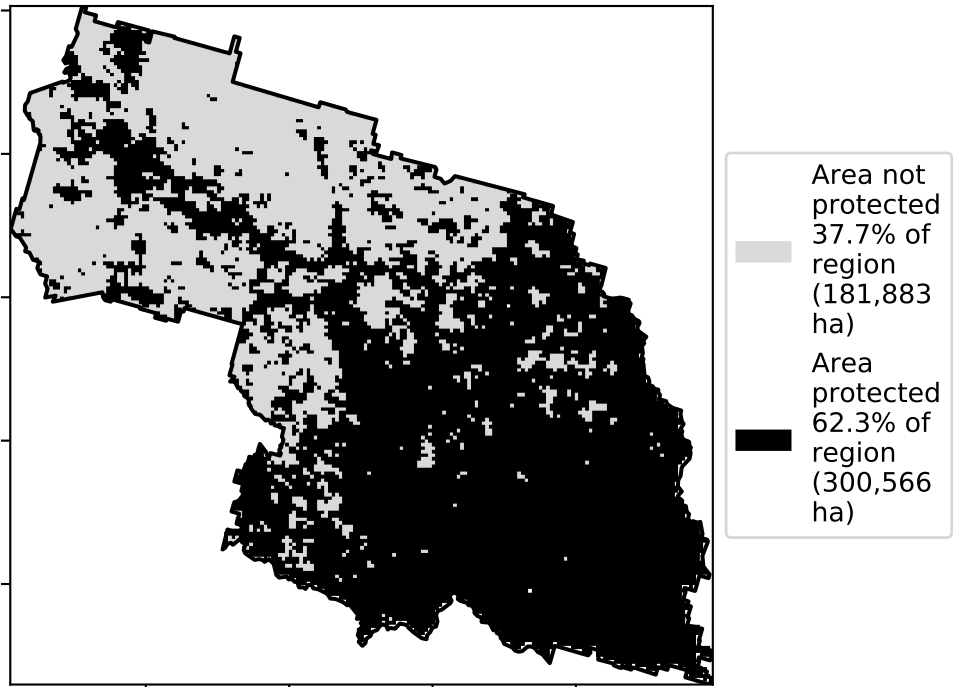 Area not
protected
37.7% of
region
(181,883
ha)
Area
protected
62.3% of
region
(300,566
ha)